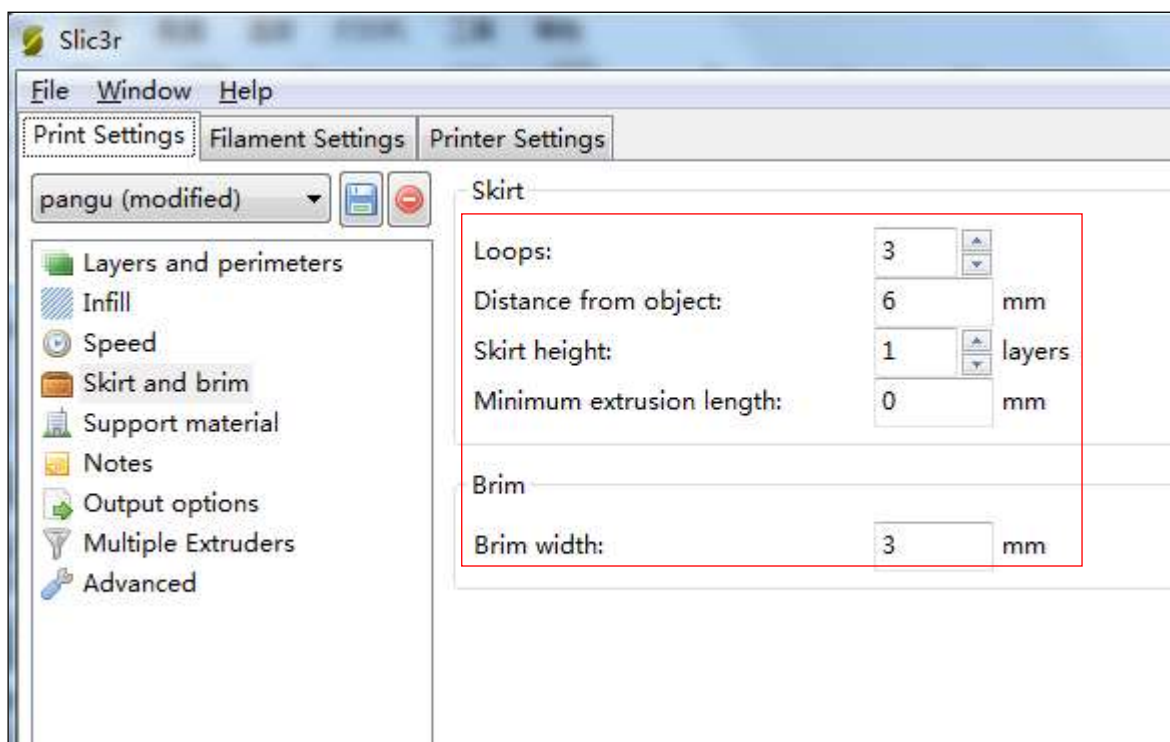 Slic3r
File Window Help
Print Settings Filament Settings Printer Settings
pangu (modified)
Layers and perimeters
Infill
Speed
Skirt and brim
Support material
Notes
Output options
Multiple Extruders
Advanced
Skirt
Loops: 3
Distance from object: 6 mm
Skirt height: 1 layers
Minimum extrusion length: 0 mm
Brim
Brim width: 3 mm